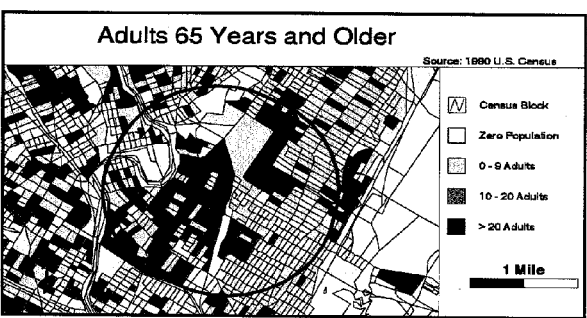 Adults 65 Years and Older
Source: 1990 U.S. Census
Census Block
Zero Population
0 - 9 Adults
10 - 20 Adults
> 20 Adults
1 Mile